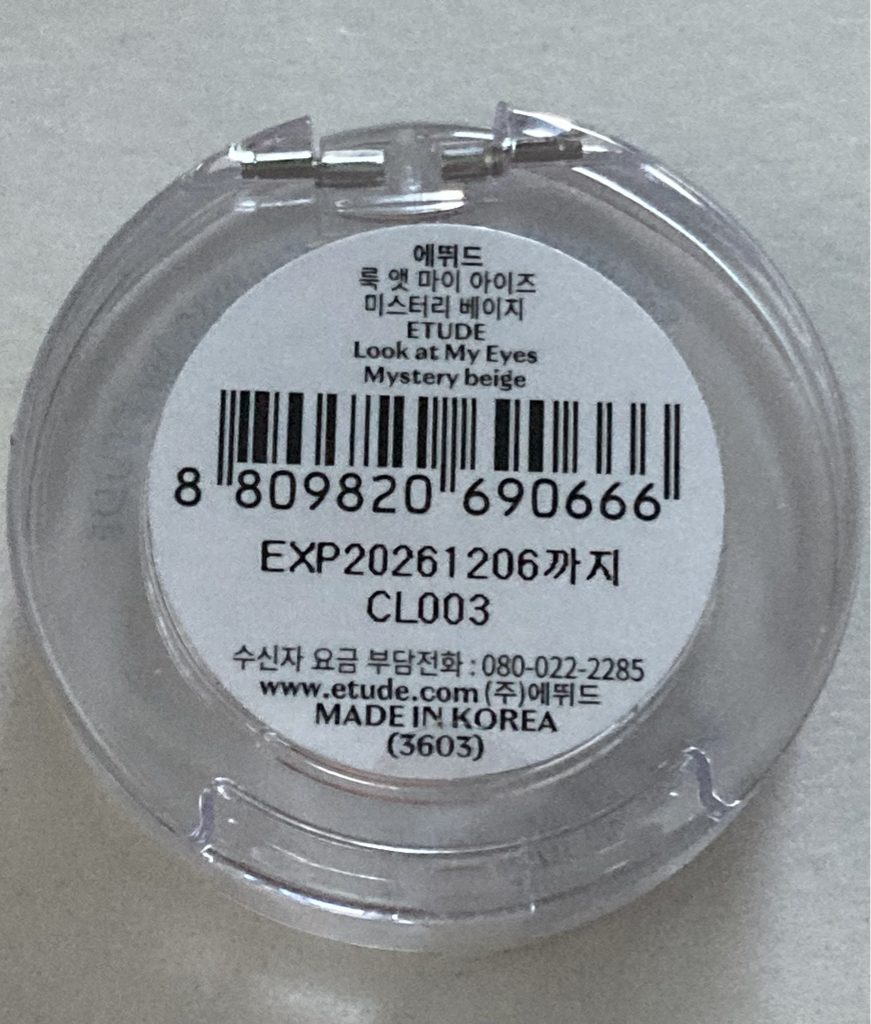 에뛰드
룩 앳 마이 아이즈
미스터리 베이지
ETUDE
Look at My Eyes
Mystery beige
8 809820 690666
EXP20261206까지
CL003
수신자 요금 부담전화 : 080-022-2285
www.etude.com (주)에뛰드
MADE IN KOREA
(3603)